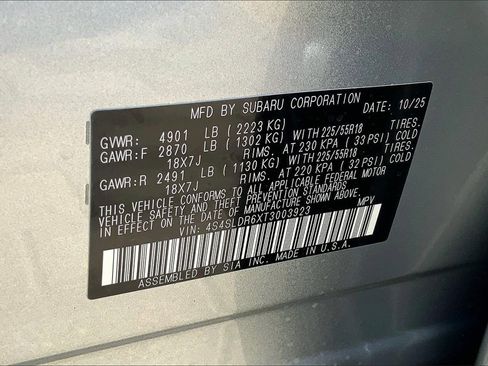 MFD BY SUBARU CORPORATION DATE: 10/25
GVWR: 4901 LB ( 2223 KG)
GAWR:F 2870 LB ( 1302 KG) WITH 225/55R18 TIRES.
18X7J RIMS. AT 230 KPA ( 33 PSI) COLD
GAWR:R 2491 LB ( 1130 KG) WITH 225/55R18 TIRES.
18X7J RIMS. AT 220 KPA ( 32 PSI) COLD
THIS VEHICLE CONFORMS TO ALL APPLICABLE FEDERAL MOTOR
VEHICLE SAFETY AND THEFT PREVENTION STANDARDS
IN EFFECT ON THE DATE OF MANUFACTURE SHOWN ABOVE.
VIN: 4S4SLDR6XT3003923 MPV
ASSEMBLED BY SIA INC. MADE IN U.S.A.